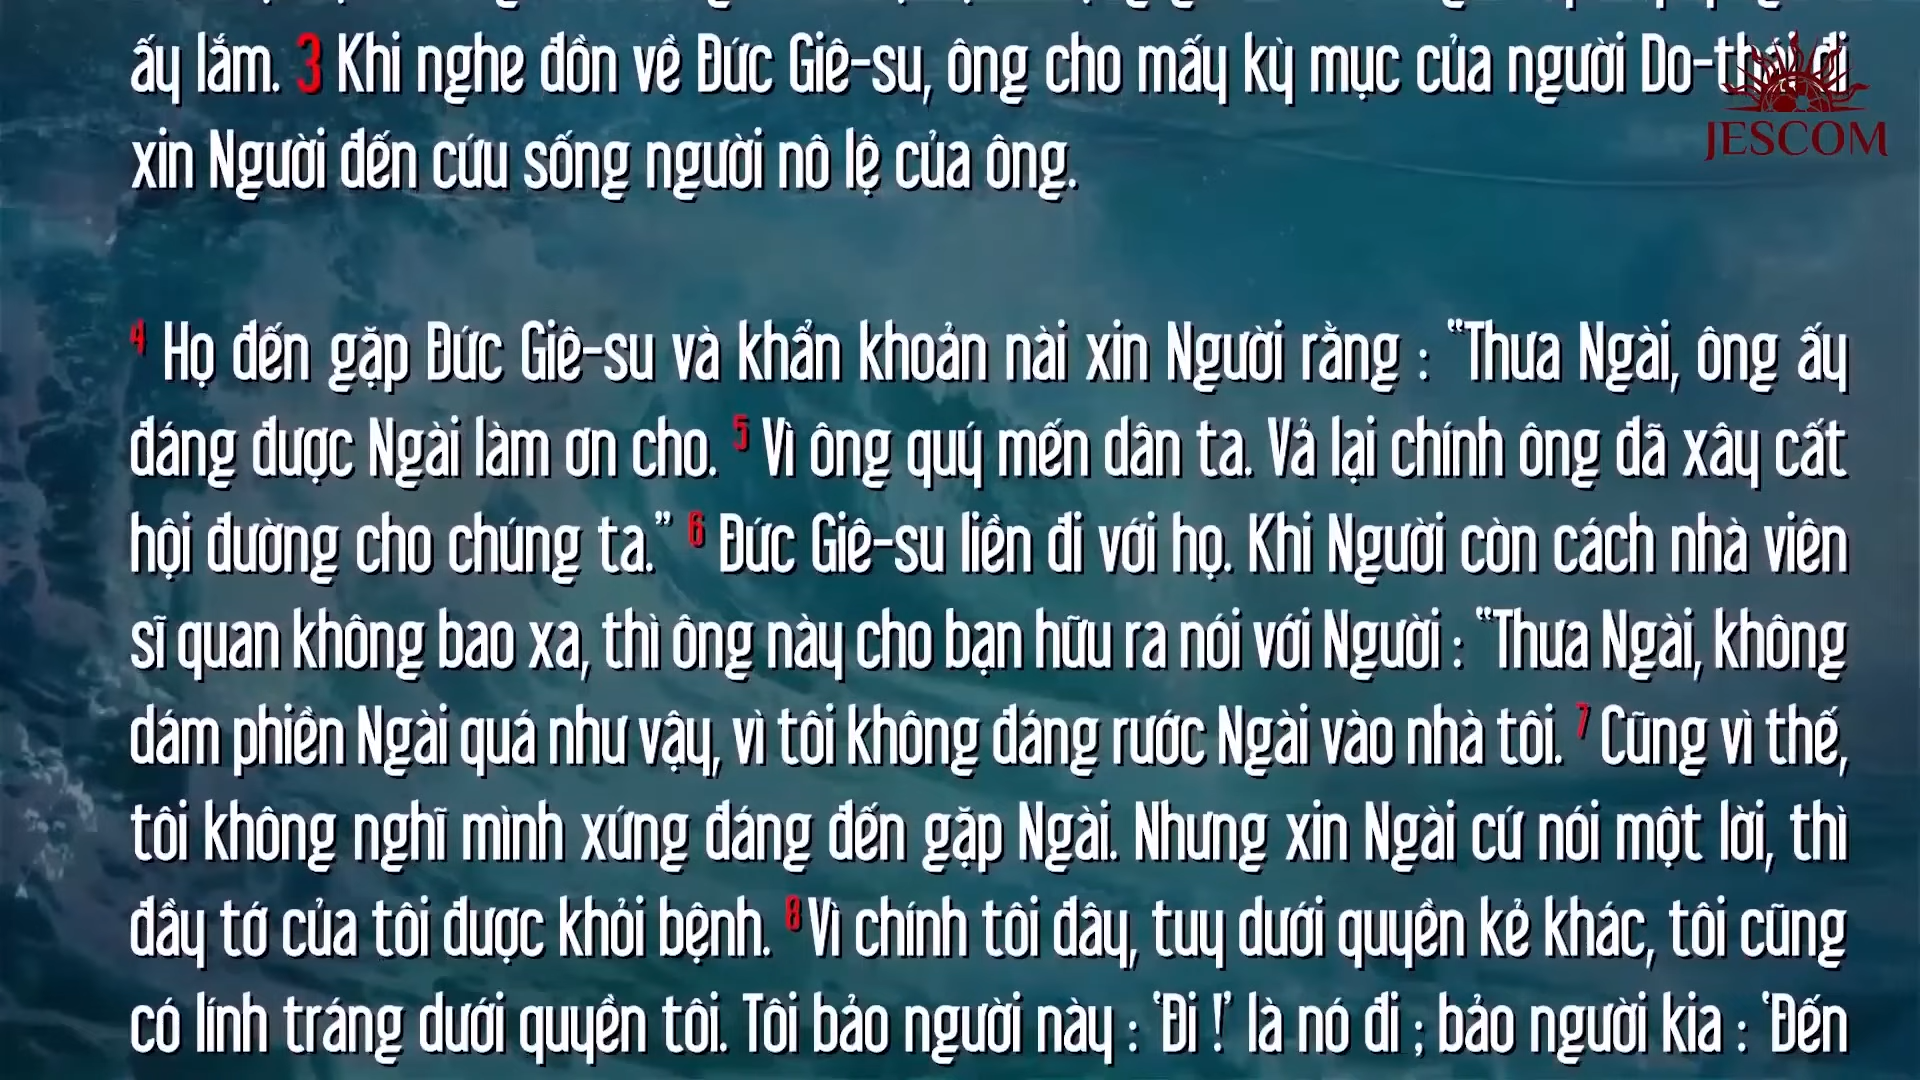 ấy lắm. 3 Khi nghe đồn về Đức Giê-su, ông cho mấy kỳ mục của người Do-thái đi
JESCOM
xin Người đến cứu sống người nô lệ của ông.
4 Họ đến gặp Đức Giê-su và khẩn khoản nài xin Người rằng : “Thưa Ngài, ông ấy
đáng được Ngài làm ơn cho. 5 Vì ông quý mến dân ta. Vả lại chính ông đã xây cất
hội đường cho chúng ta.” 6 Đức Giê-su liền đi với họ. Khi Người còn cách nhà viên
sĩ quan không bao xa, thì ông này cho bạn hữu ra nói với Người : “Thưa Ngài, không
dám phiền Ngài quá như vậy, vì tôi không đáng rước Ngài vào nhà tôi. 7 Cũng vì thế,
tôi không nghĩ mình xứng đáng đến gặp Ngài. Nhưng xin Ngài cứ nói một lời, thì
đầy tớ của tôi được khỏi bệnh. 8 Vì chính tôi đây, tuy dưới quyền kẻ khác, tôi cũng
có lính tráng dưới quyền tôi. Tôi bảo người này : ‘Đi !’ là nó đi ; bảo người kia : ‘Đến